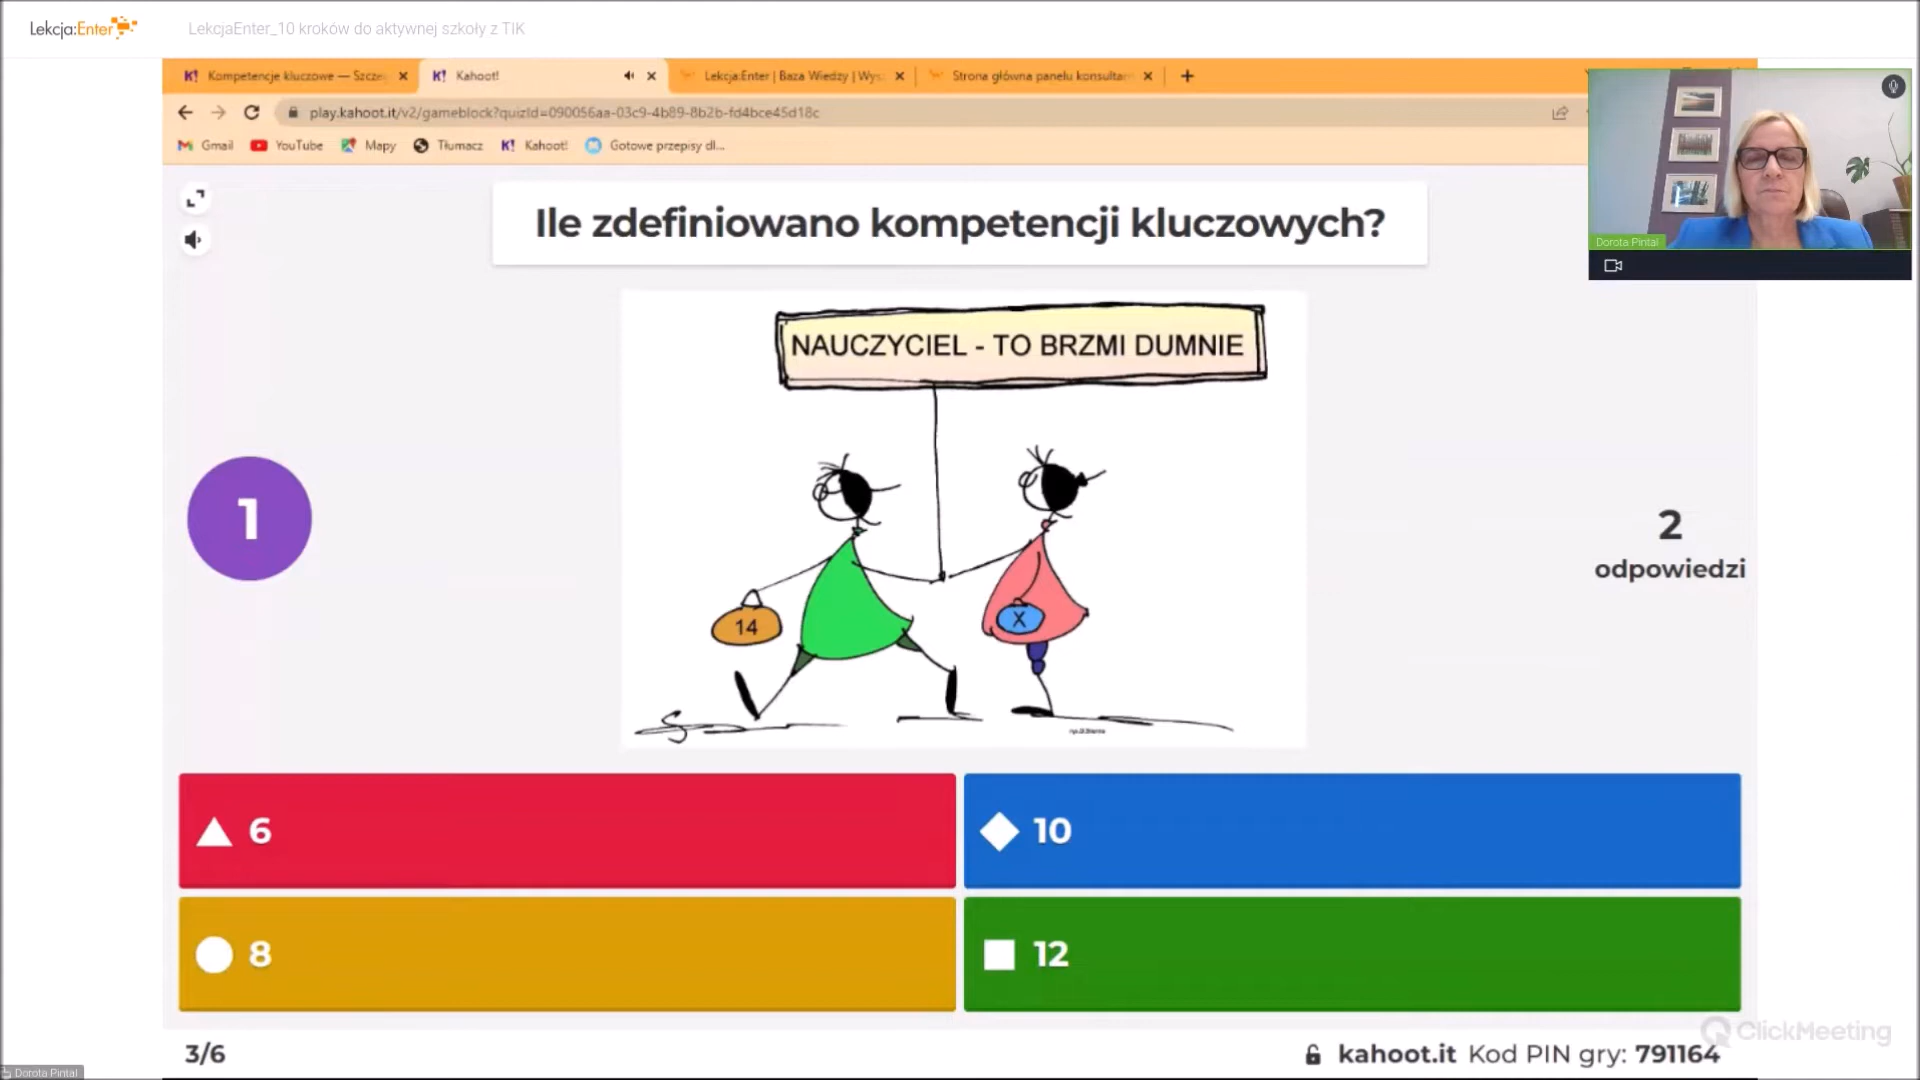 Lekcja:Enter
LekcjaEnter_10 kroków do aktywnej szkoły z TIK
K! Kompetencje kluczowe — Szcze
K! Kahoot!
Lekcja:Enter | Baza Wiedzy | Wys
Strona główna panelu konsultan
play.kahoot.it/v2/gameblock?quizId=090056aa-03c9-4b89-8b2b-fd4bce45d18c
Gmail
YouTube
Mapy
Tłumacz
K! Kahoot!
Gotowe przepisy dl...
Dorota Pintal
Ile zdefiniowano kompetencji kluczowych?
NAUCZYCIEL - TO BRZMI DUMNIE
14
X
1
2
odpowiedzi
6
10
8
12
3/6
kahoot.it Kod PIN gry: 791164
ClickMeeting
Dorota Pintal